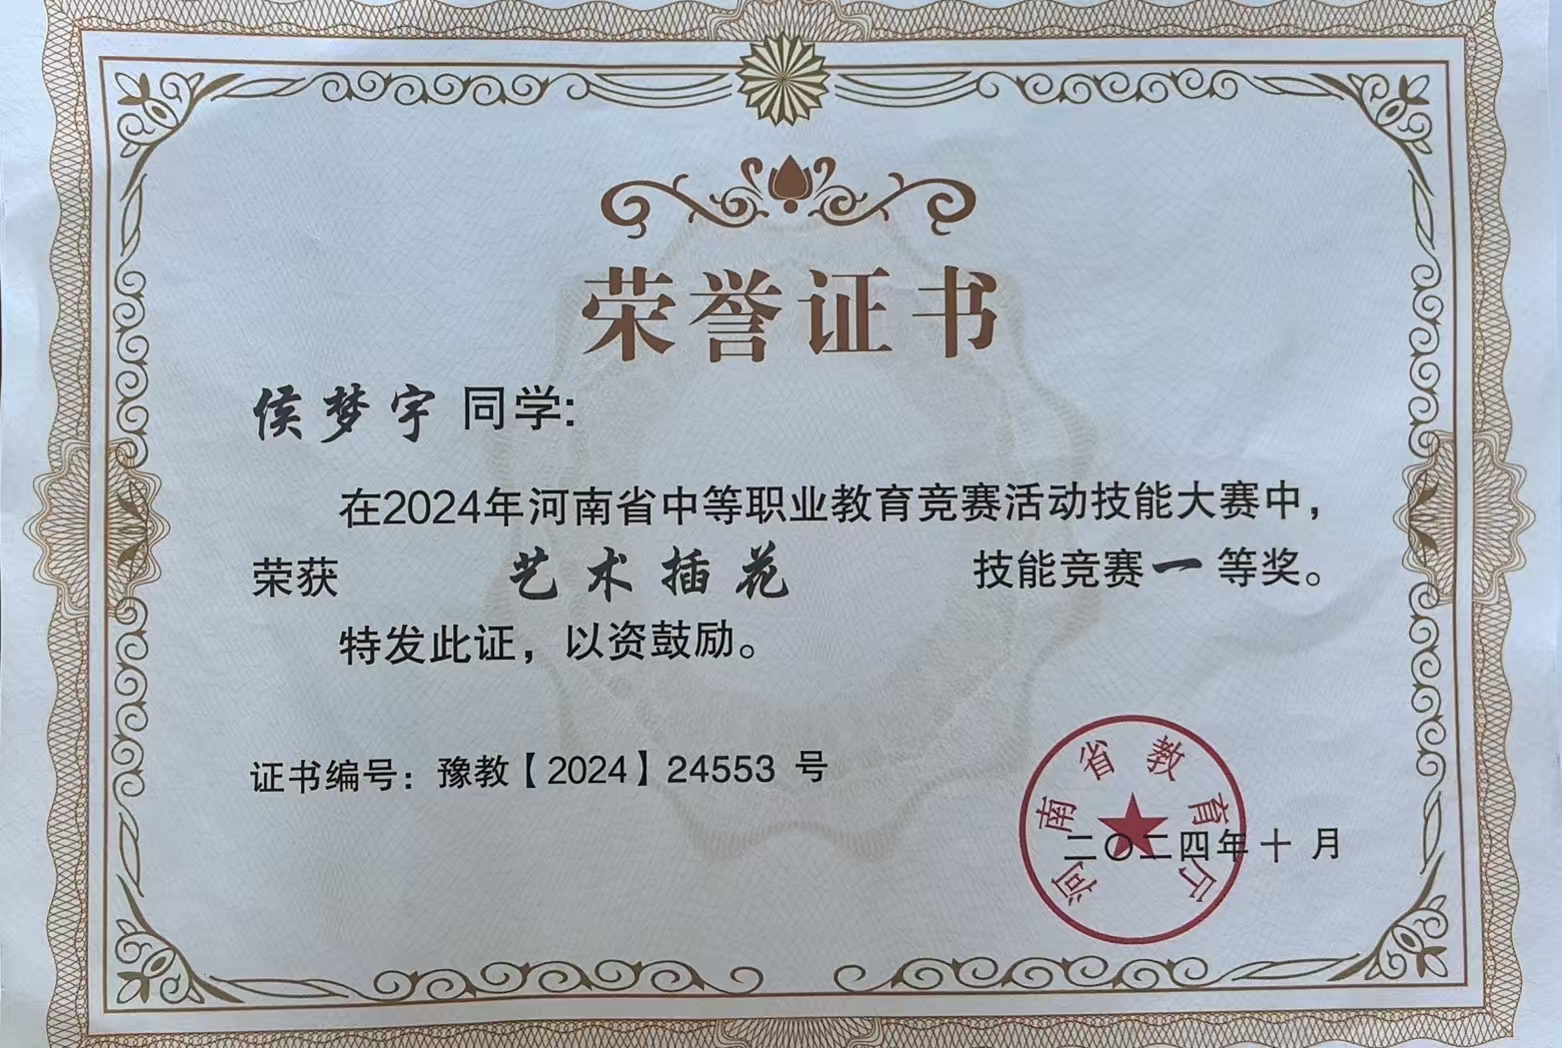 荣誉证书
侯梦宇 同学:
在2024年河南省中等职业教育竞赛活动技能大赛中，
荣获 艺术插花 技能竞赛一等奖。
特发此证，以资鼓励。
证书编号：豫教【2024】24553 号
河南省教育厅
二〇二四年十月